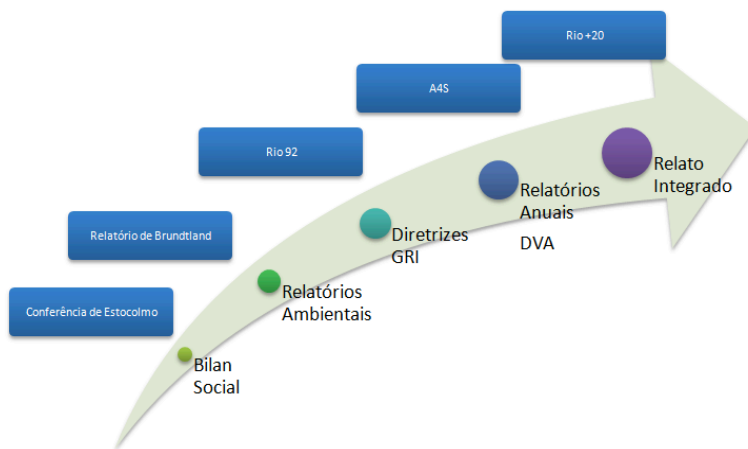 Rio +20
A4S
Rio 92
Relatório de Brundtland
Conferência de Estocolmo
Relato
Integrado
Relatórios
Anuais
DVA
Diretrizes
GRI
Relatórios
Ambientais
Bilan
Social